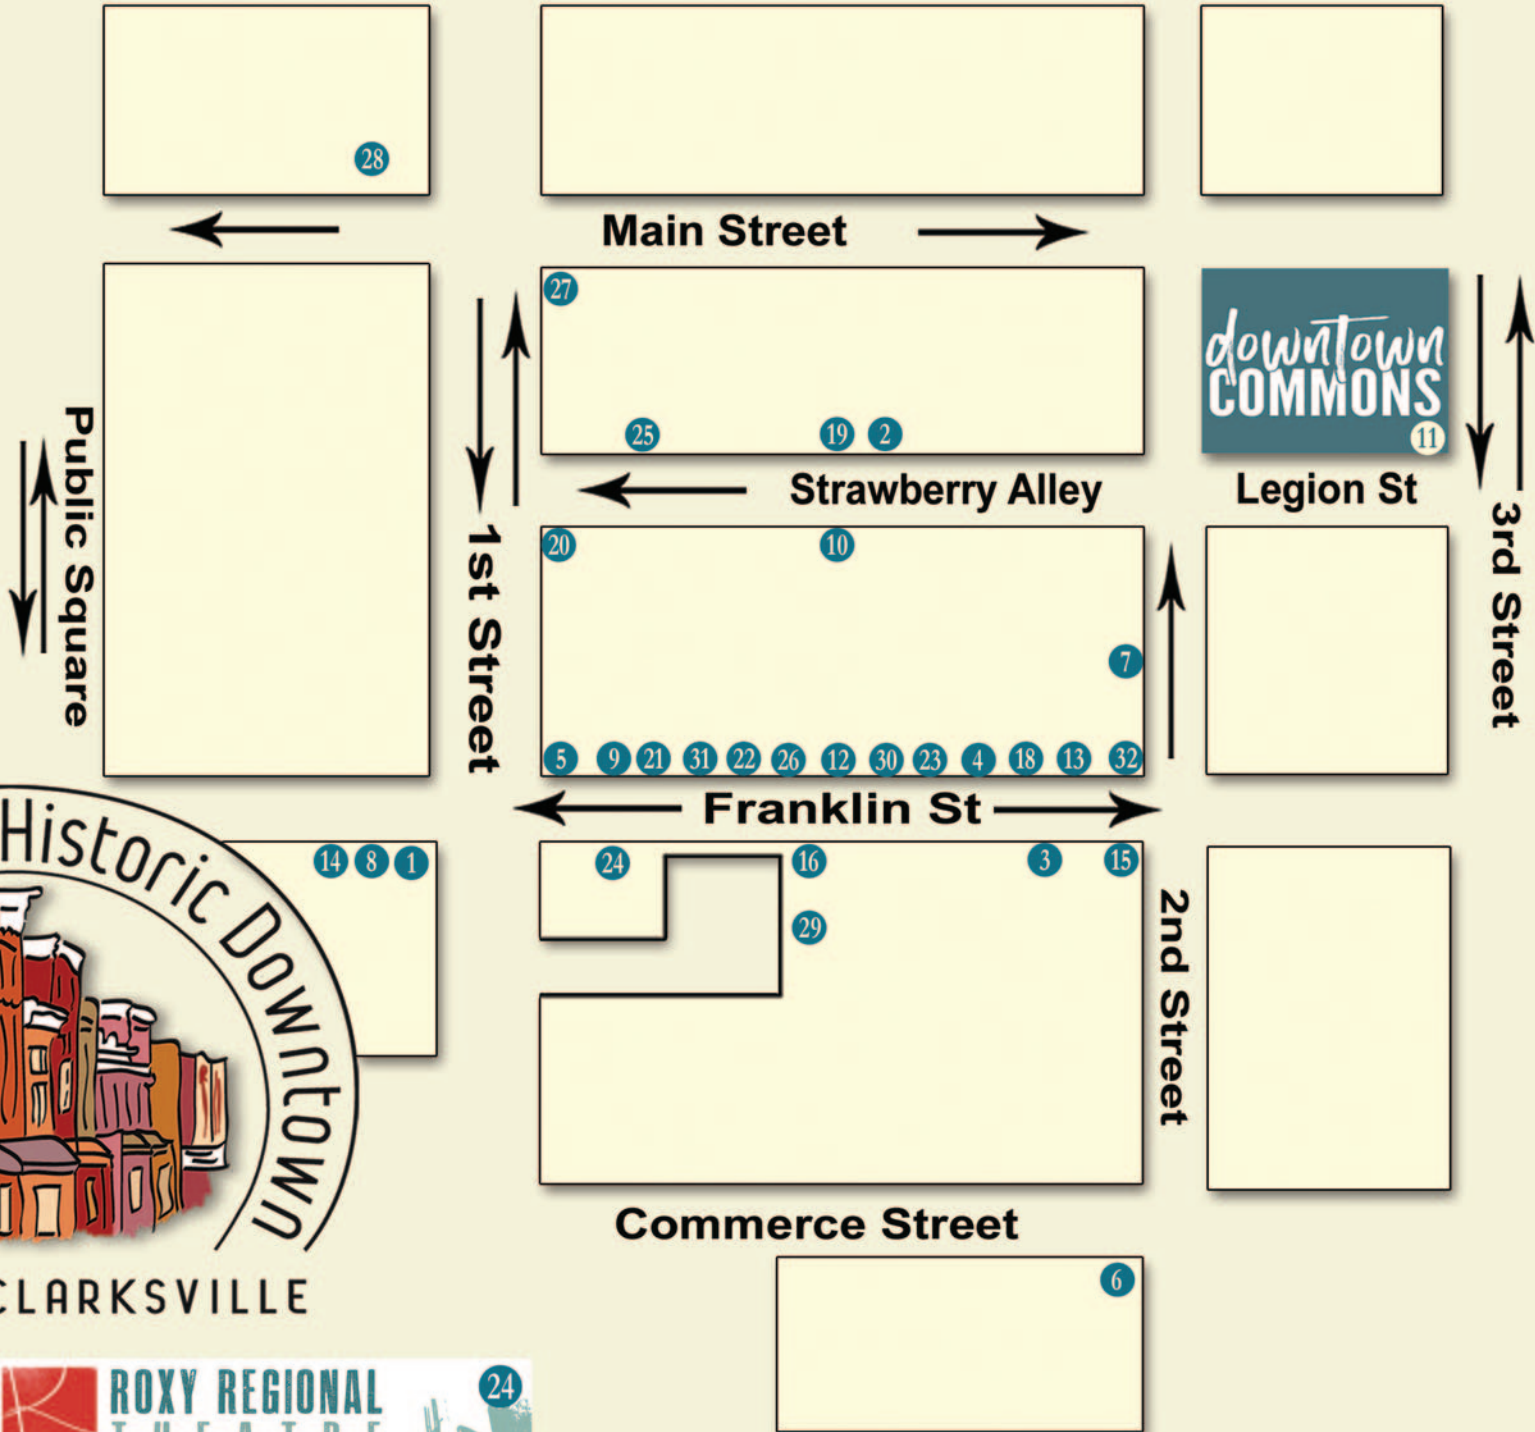 28
Main Street
27
downtown
COMMONS
11
25
19
2
Public Square
Strawberry Alley
Legion St
1st Street
3rd Street
20
10
7
5
9
21
31
22
26
12
30
23
4
18
13
32
Franklin St
14
8
1
24
16
3
15
29
2nd Street
Historic Downtown
CLARKSVILLE
Commerce Street
6
ROXY REGIONAL
THEATRE
24